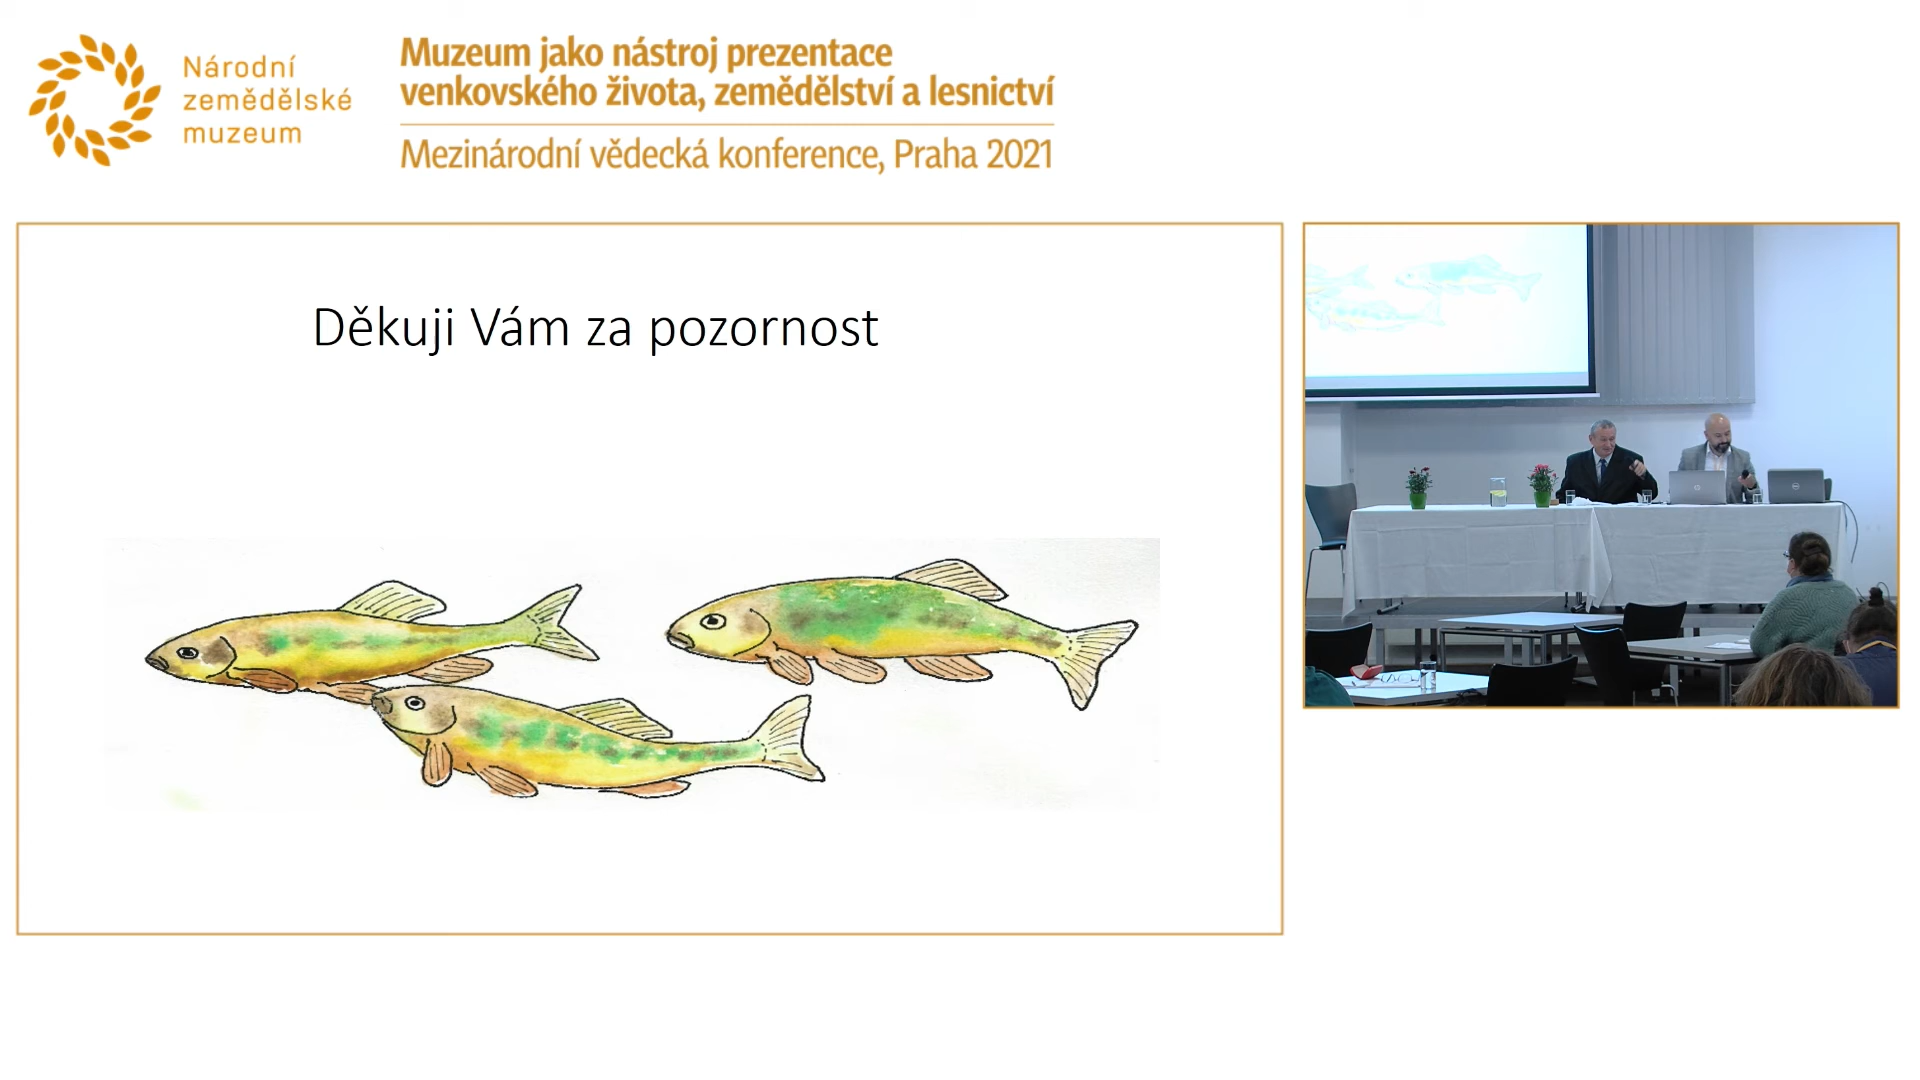 Národní
zemědělské
muzeum
Muzeum jako nástroj prezentace
venkovského života, zemědělství a lesnictví
Mezinárodní vědecká konference, Praha 2021
Děkuji Vám za pozornost